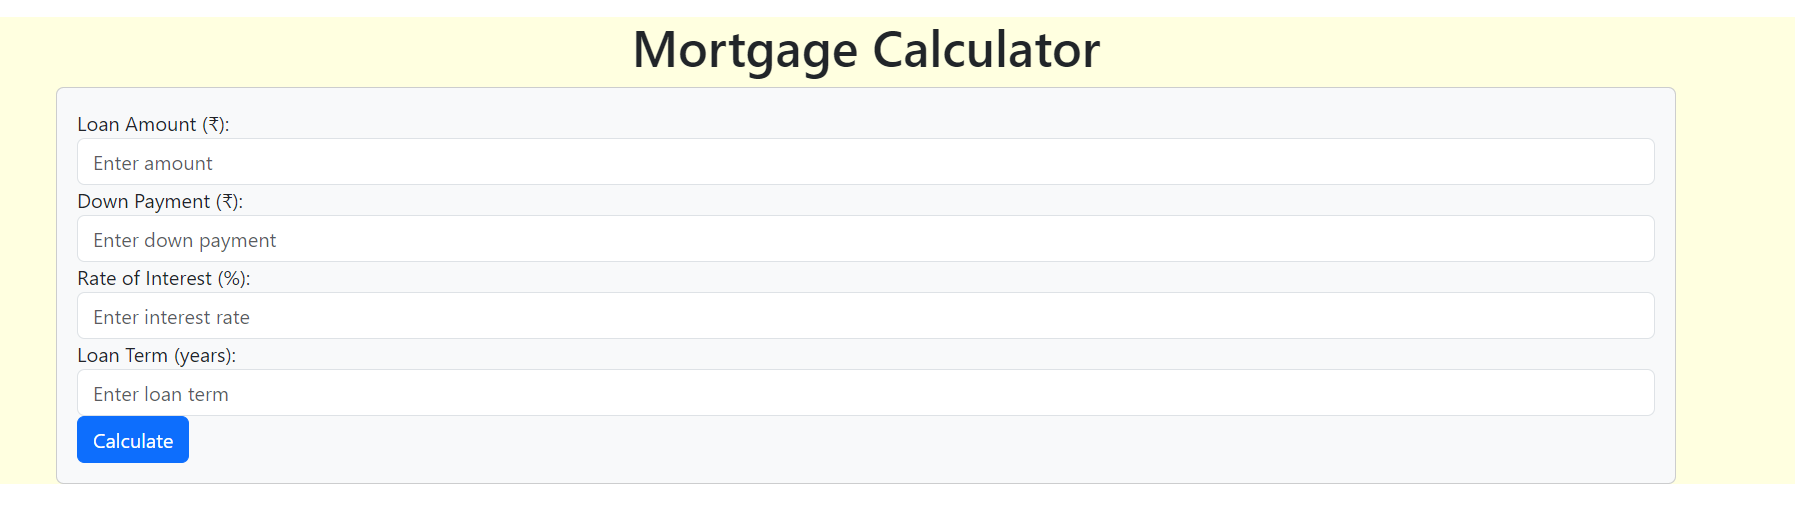 Mortgage Calculator
Loan Amount (₹):
Enter amount
Down Payment (₹):
Enter down payment
Rate of Interest (%):
Enter interest rate
Loan Term (years):
Enter loan term
Calculate